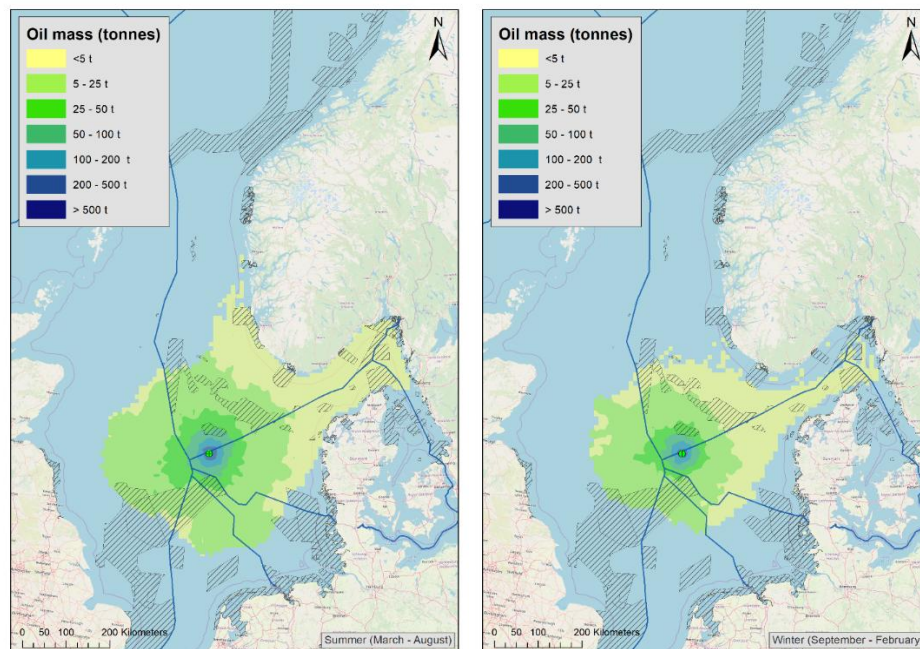 Oil mass (tonnes)
<5 t
5 - 25 t
25 - 50 t
50 - 100 t
100 - 200 t
200 - 500 t
> 500 t
N
0 50 100 200 Kilometers
Summer (March - August)
Oil mass (tonnes)
<5 t
5 - 25 t
25 - 50 t
50 - 100 t
100 - 200 t
200 - 500 t
> 500 t
N
0 50 100 200 Kilometers
Winter (September - February)